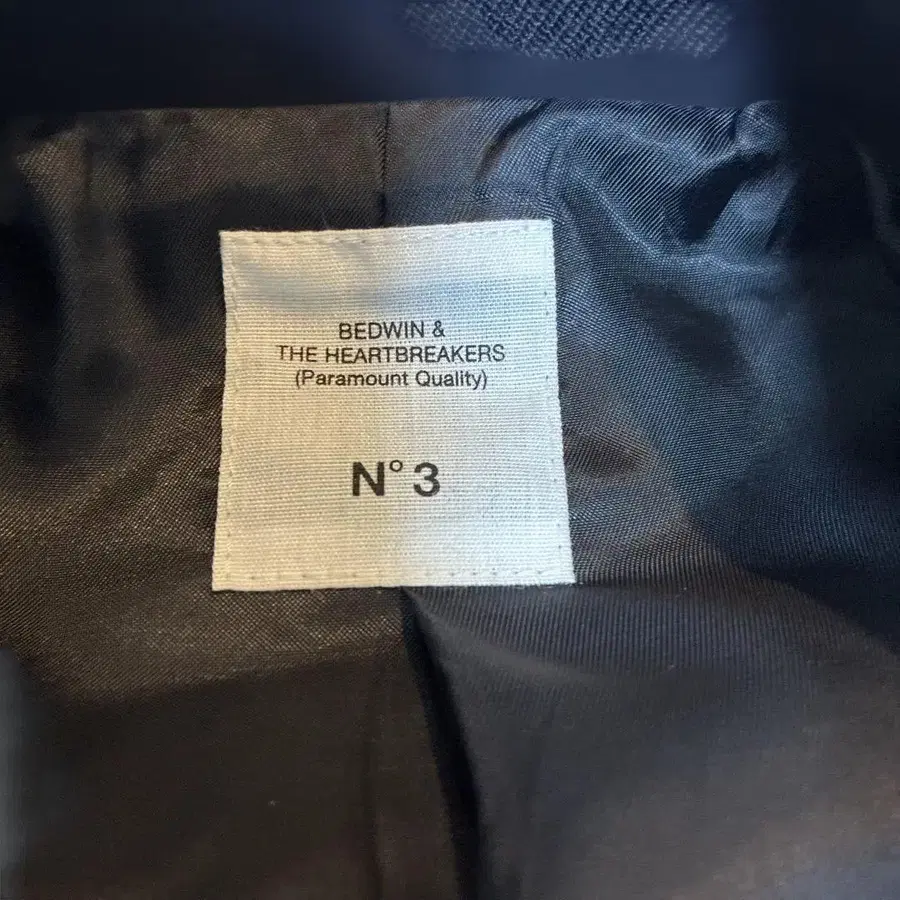 BEDWIN &
THE HEARTBREAKERS
(Paramount Quality)
N° 3